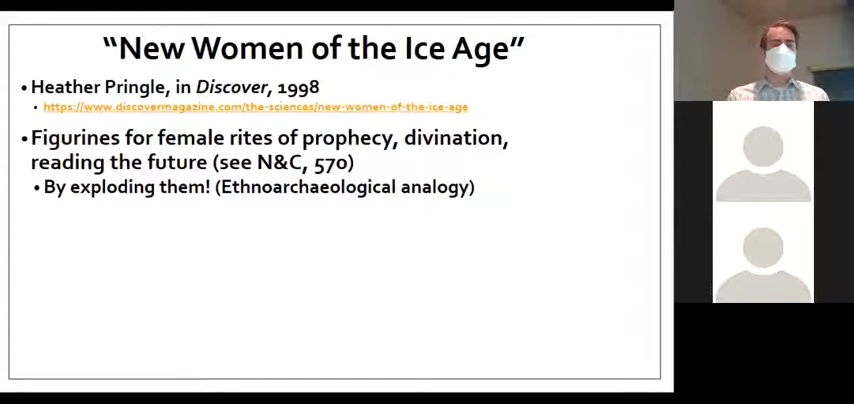 “New Women of the Ice Age”
• Heather Pringle, in Discover, 1998
• https://www.discovermagazine.com/the-sciences/new-women-of-the-ice-age
• Figurines for female rites of prophecy, divination,
reading the future (see N&C, 570)
• By exploding them! (Ethnoarchaeological analogy)